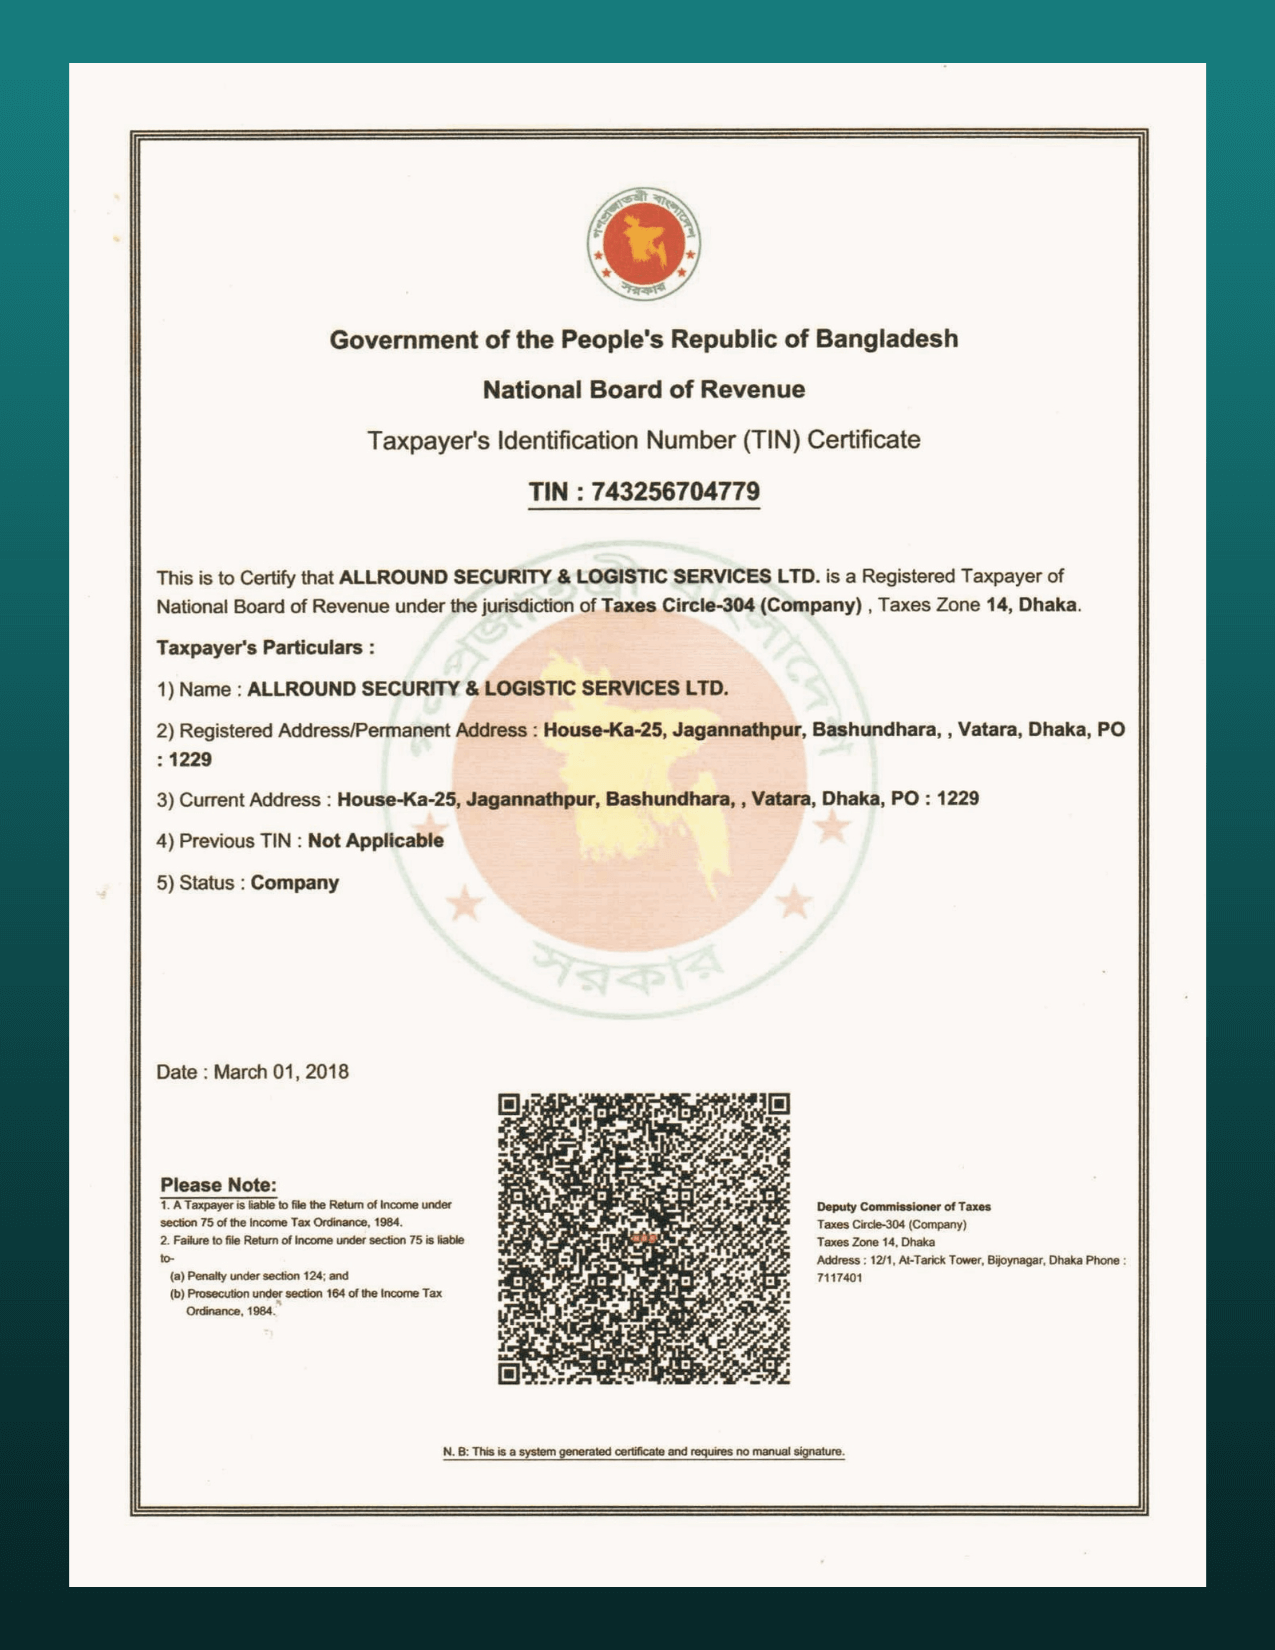 গণপ্রজাতন্ত্রী বাংলাদেশ
সরকার
Government of the People's Republic of Bangladesh
National Board of Revenue
Taxpayer's Identification Number (TIN) Certificate
TIN : 743256704779
This is to Certify that ALLROUND SECURITY & LOGISTIC SERVICES LTD. is a Registered Taxpayer of
National Board of Revenue under the jurisdiction of Taxes Circle-304 (Company) , Taxes Zone 14, Dhaka.
Taxpayer's Particulars :
1) Name : ALLROUND SECURITY & LOGISTIC SERVICES LTD.
2) Registered Address/Permanent Address : House-Ka-25, Jagannathpur, Bashundhara, , Vatara, Dhaka, PO
: 1229
3) Current Address : House-Ka-25, Jagannathpur, Bashundhara, , Vatara, Dhaka, PO : 1229
4) Previous TIN : Not Applicable
5) Status : Company
গণপ্রজাতন্ত্রী বাংলাদেশ
সরকার
Date : March 01, 2018
Please Note:
1. A Taxpayer is liable to file the Return of Income under
section 75 of the Income Tax Ordinance, 1984.
2. Failure to file Return of Income under section 75 is liable
to-
(a) Penalty under section 124; and
(b) Prosecution under section 164 of the Income Tax
Ordinance, 1984.
Deputy Commissioner of Taxes
Taxes Circle-304 (Company)
Taxes Zone 14, Dhaka
Address : 12/1, At-Tarick Tower, Bijoynagar, Dhaka Phone :
7117401
N. B: This is a system generated certificate and requires no manual signature.